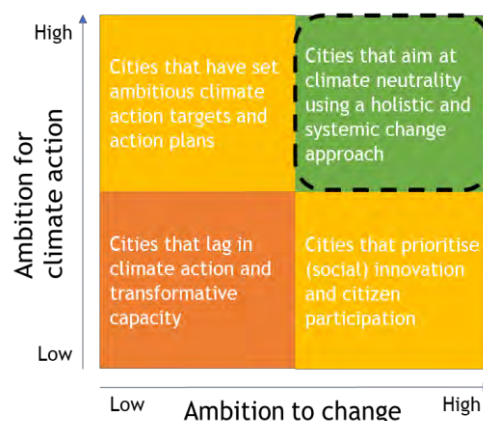 High
Cities that have set
ambitious climate
action targets and
action plans
Cities that aim at
climate neutrality
using a holistic and
systemic change
approach
Ambition for
climate action
Cities that lag in
climate action and
transformative
capacity
Cities that prioritise
(social) innovation
and citizen
participation
Low
Low
Ambition to change
High